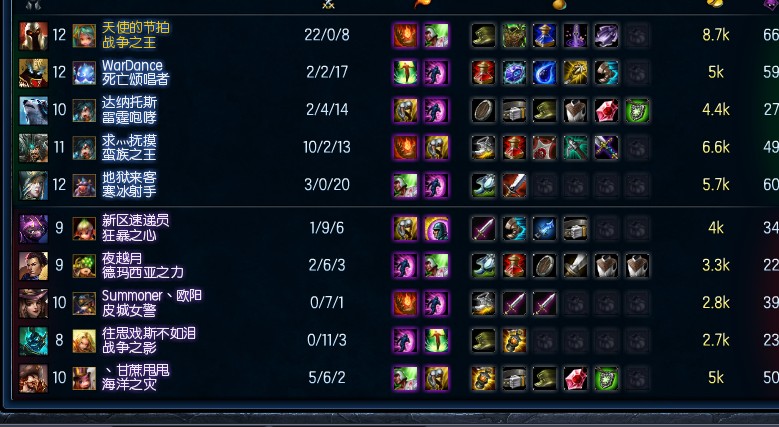 12 天使的节拍 22/0/8 8.7k 66
战争之王
12 WarDance 2/2/17 5k 59
死亡颂唱者
10 达纳托斯 2/4/14 4.4k 27
雷霆咆哮
11 求灬抚摸 10/2/13 6.6k 49
蛮族之王
12 地狱来客 3/0/20 5.7k 60
寒冰射手
9 新区速递员 1/9/6 4k 34
狂暴之心
9 夜越月 2/6/3 3.3k 22
德玛西亚之力
10 Summoner丶欧阳 0/7/1 2.8k 39
皮城女警
8 往思戏斯不如泪 0/11/3 2.7k 23
战争之影
10 丶甘蔗甩甩 5/6/2 5k 50
海洋之灾